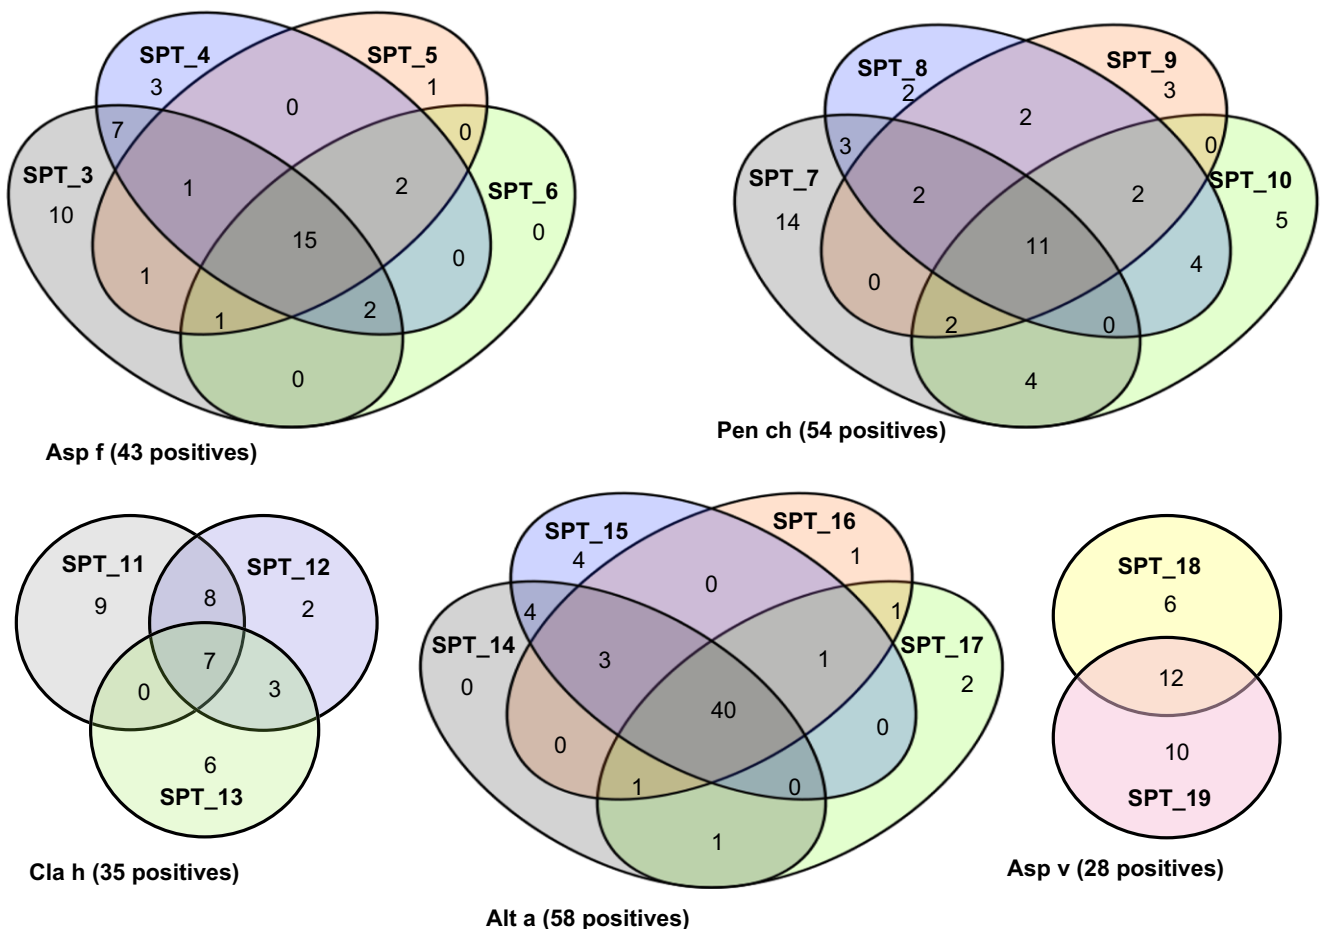 SPT_4
SPT_5
3
1
0
7
0
SPT_3
1
2
SPT_6
10
0
15
0
1
2
1
0
Asp f (43 positives)
SPT_8
SPT_9
2
3
2
3
0
SPT_7
2
2
SPT_10
14
5
11
4
0
2
0
4
Pen ch (54 positives)
SPT_11
SPT_12
9
8
2
7
0
3
6
SPT_13
Cla h (35 positives)
SPT_15
SPT_16
4
1
0
4
1
SPT_14
3
1
SPT_17
0
2
40
0
0
1
0
1
Alt a (58 positives)
SPT_18
6
12
10
SPT_19
Asp v (28 positives)